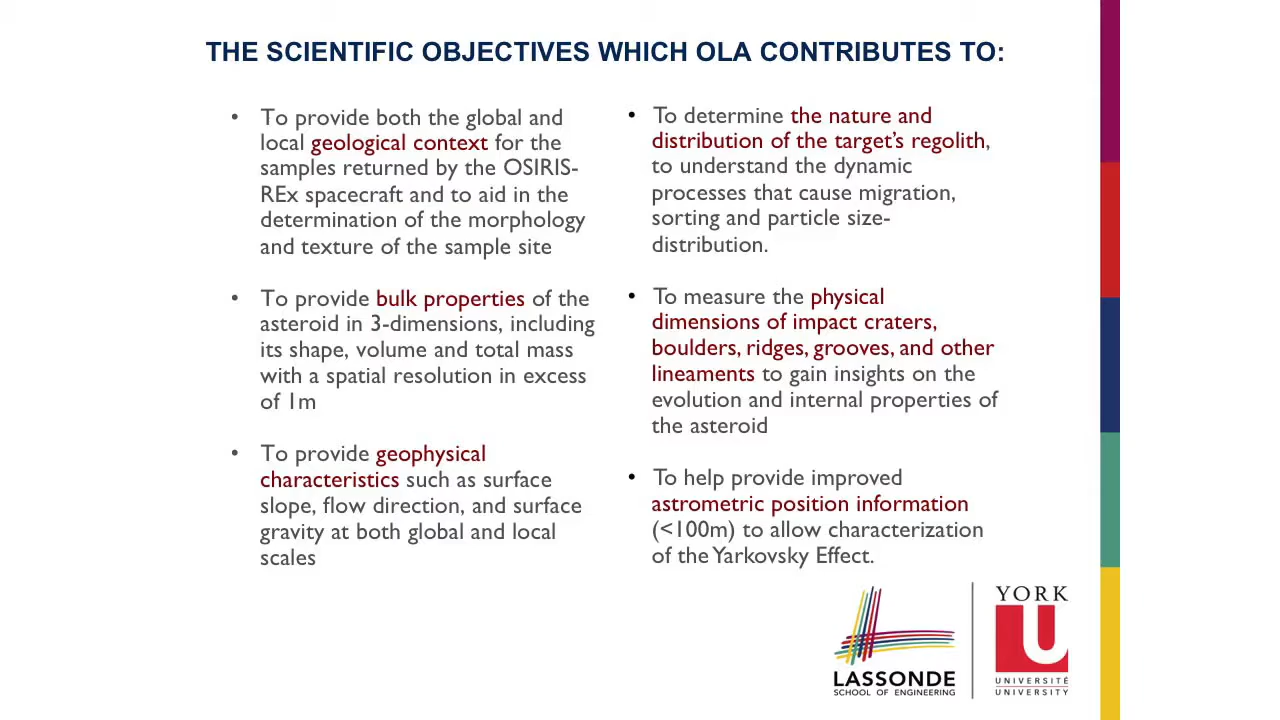 THE SCIENTIFIC OBJECTIVES WHICH OLA CONTRIBUTES TO:
• To provide both the global and
local geological context for the
samples returned by the OSIRIS-
REx spacecraft and to aid in the
determination of the morphology
and texture of the sample site
• To provide bulk properties of the
asteroid in 3-dimensions, including
its shape, volume and total mass
with a spatial resolution in excess
of 1m
• To provide geophysical
characteristics such as surface
slope, flow direction, and surface
gravity at both global and local
scales
• To determine the nature and
distribution of the target’s regolith,
to understand the dynamic
processes that cause migration,
sorting and particle size-
distribution.
• To measure the physical
dimensions of impact craters,
boulders, ridges, grooves, and other
lineaments to gain insights on the
evolution and internal properties of
the asteroid
• To help provide improved
astrometric position information
(<100m) to allow characterization
of the Yarkovsky Effect.
LASSONDE
SCHOOL OF ENGINEERING
YORK
U
UNIVERSITÉ
UNIVERSITY